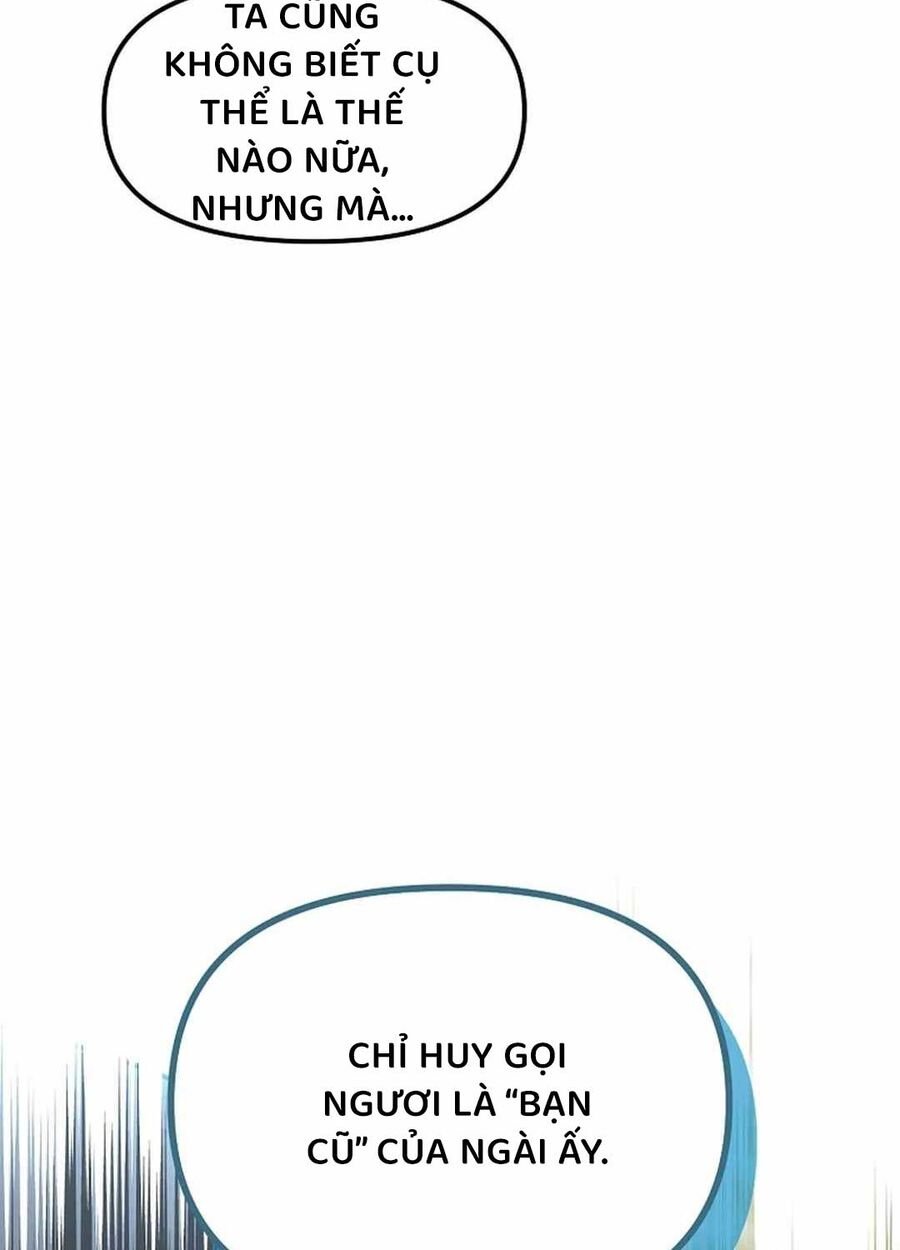 TA CŨNG
KHÔNG BIẾT CỤ
THỂ LÀ THẾ
NÀO NỮA,
NHƯNG MÀ...
CHỈ HUY GỌI
NGƯƠI LÀ “BẠN
CŨ” CỦA NGÀI ẤY.